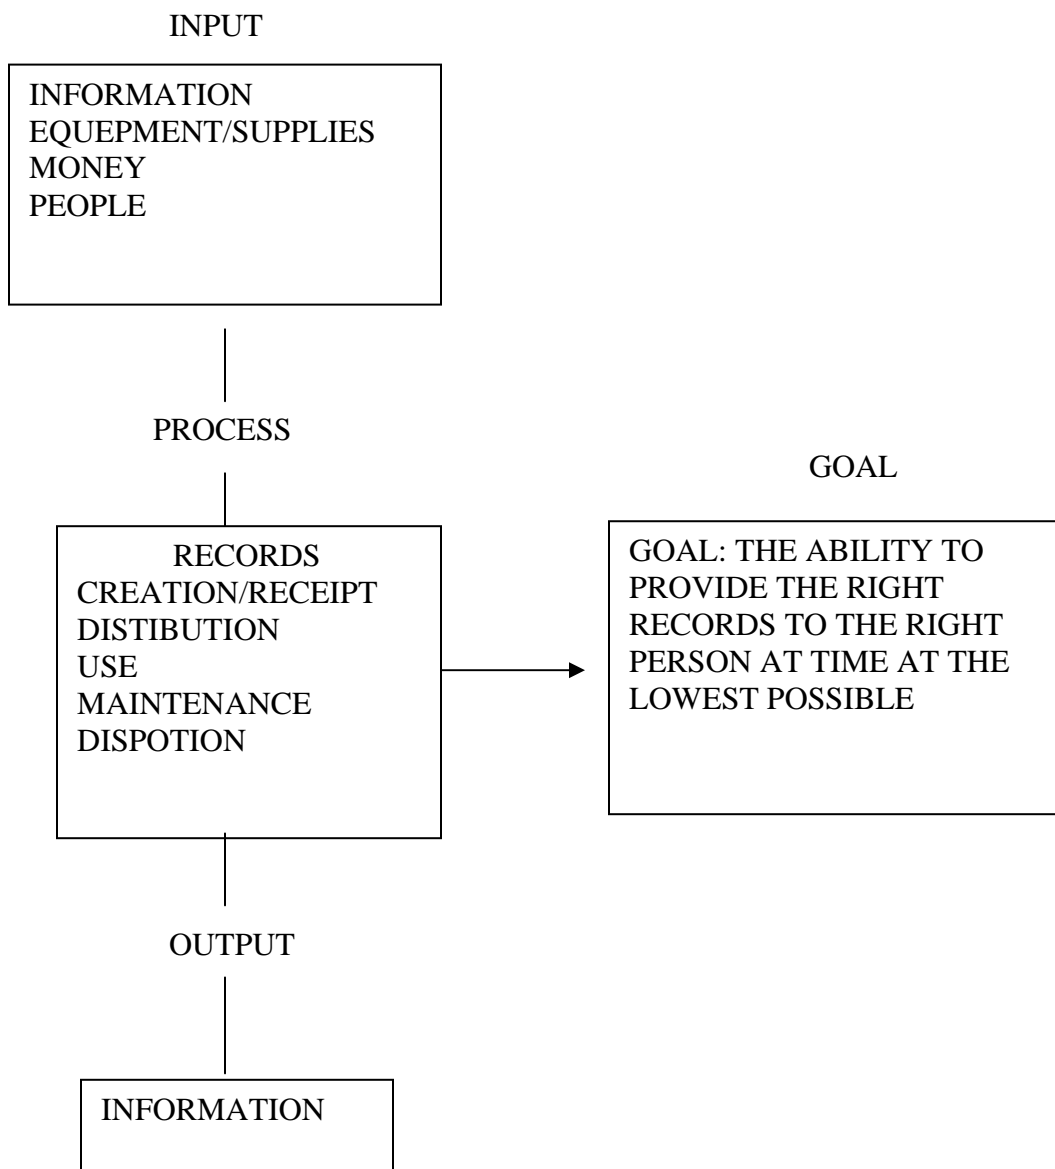 INPUT
INFORMATION
EQUEPMENT/SUPPLIES
MONEY
PEOPLE
PROCESS
RECORDS
CREATION/RECEIPT
DISTIBUTION
USE
MAINTENANCE
DISPOTION
GOAL
GOAL: THE ABILITY TO
PROVIDE THE RIGHT
RECORDS TO THE RIGHT
PERSON AT TIME AT THE
LOWEST POSSIBLE
OUTPUT
INFORMATION